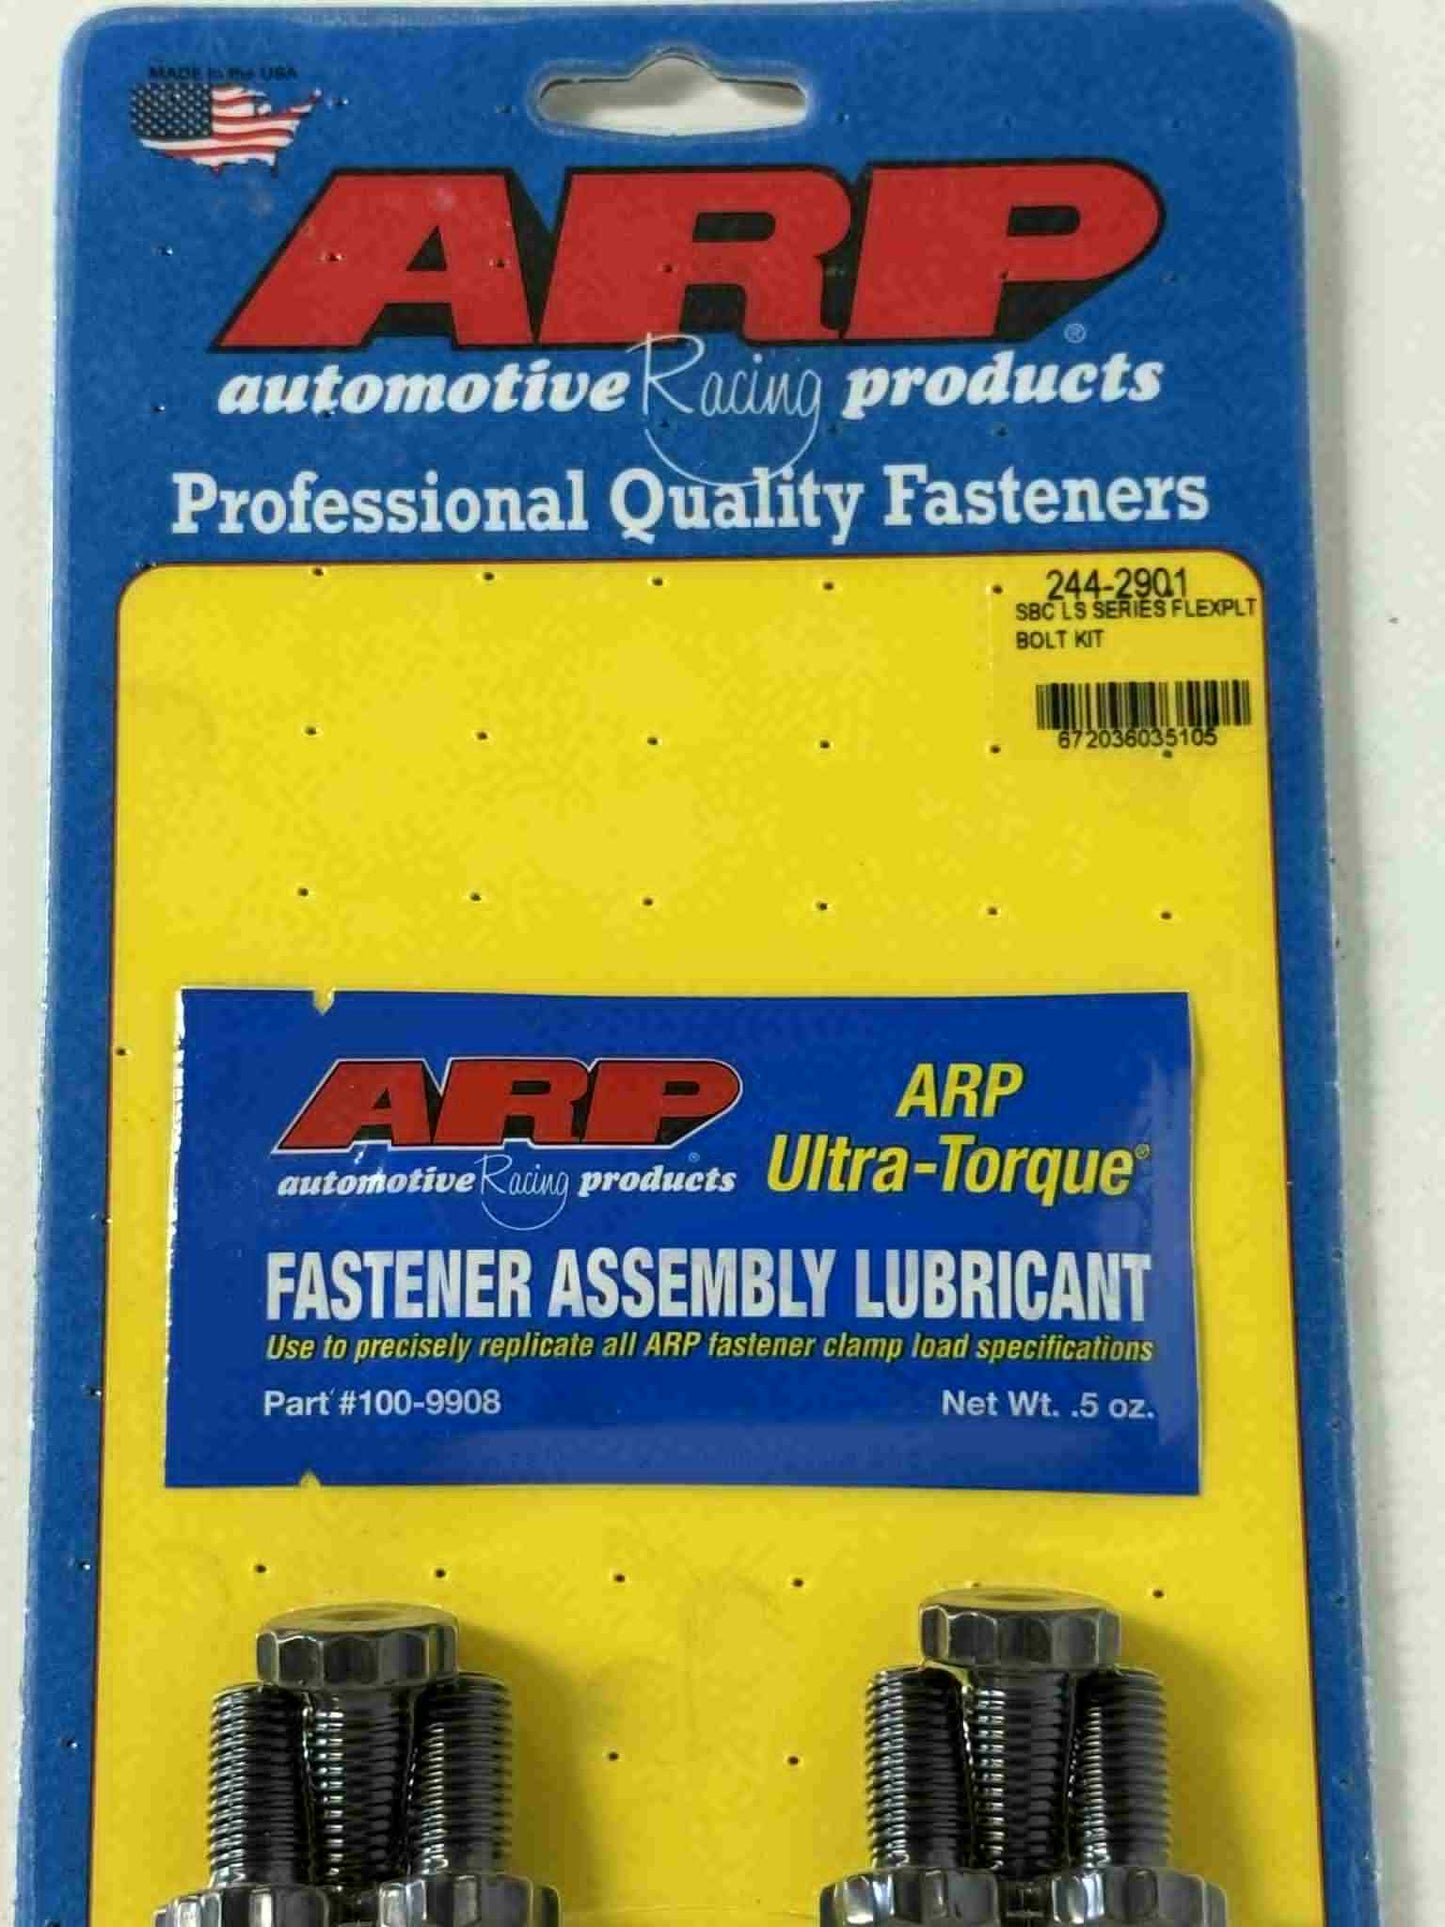 MADE in the USA
ARP®
automotive Racing products
Professional Quality Fasteners
244-2901
SBC LS SERIES FLEXPLT
BOLT KIT
672036035105
ARP®
automotive Racing products
ARP
Ultra-Torque®
FASTENER ASSEMBLY LUBRICANT
Use to precisely replicate all ARP fastener clamp load specifications
Part #100-9908
Net Wt. .5 oz.